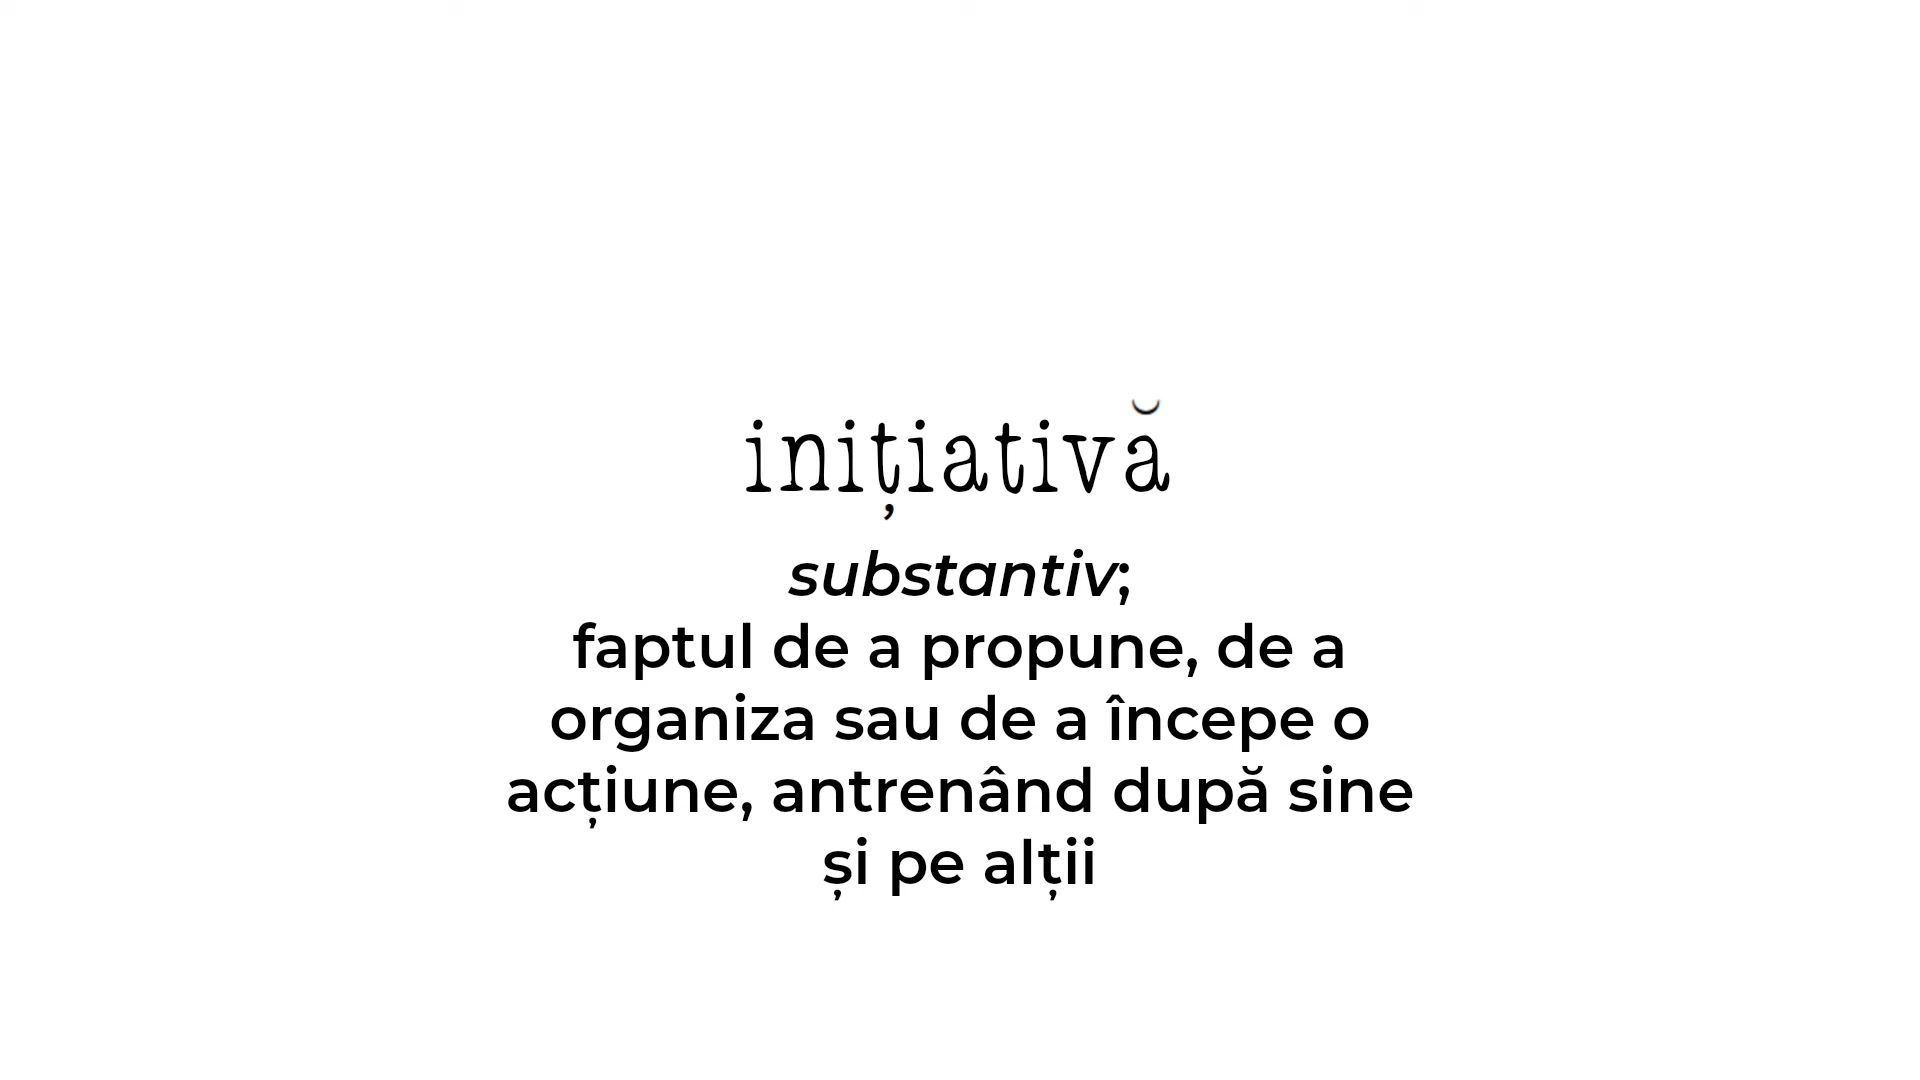 inițiativă
substantiv;
faptul de a propune, de a
organiza sau de a începe o
acțiune, antrenând după sine
și pe alții